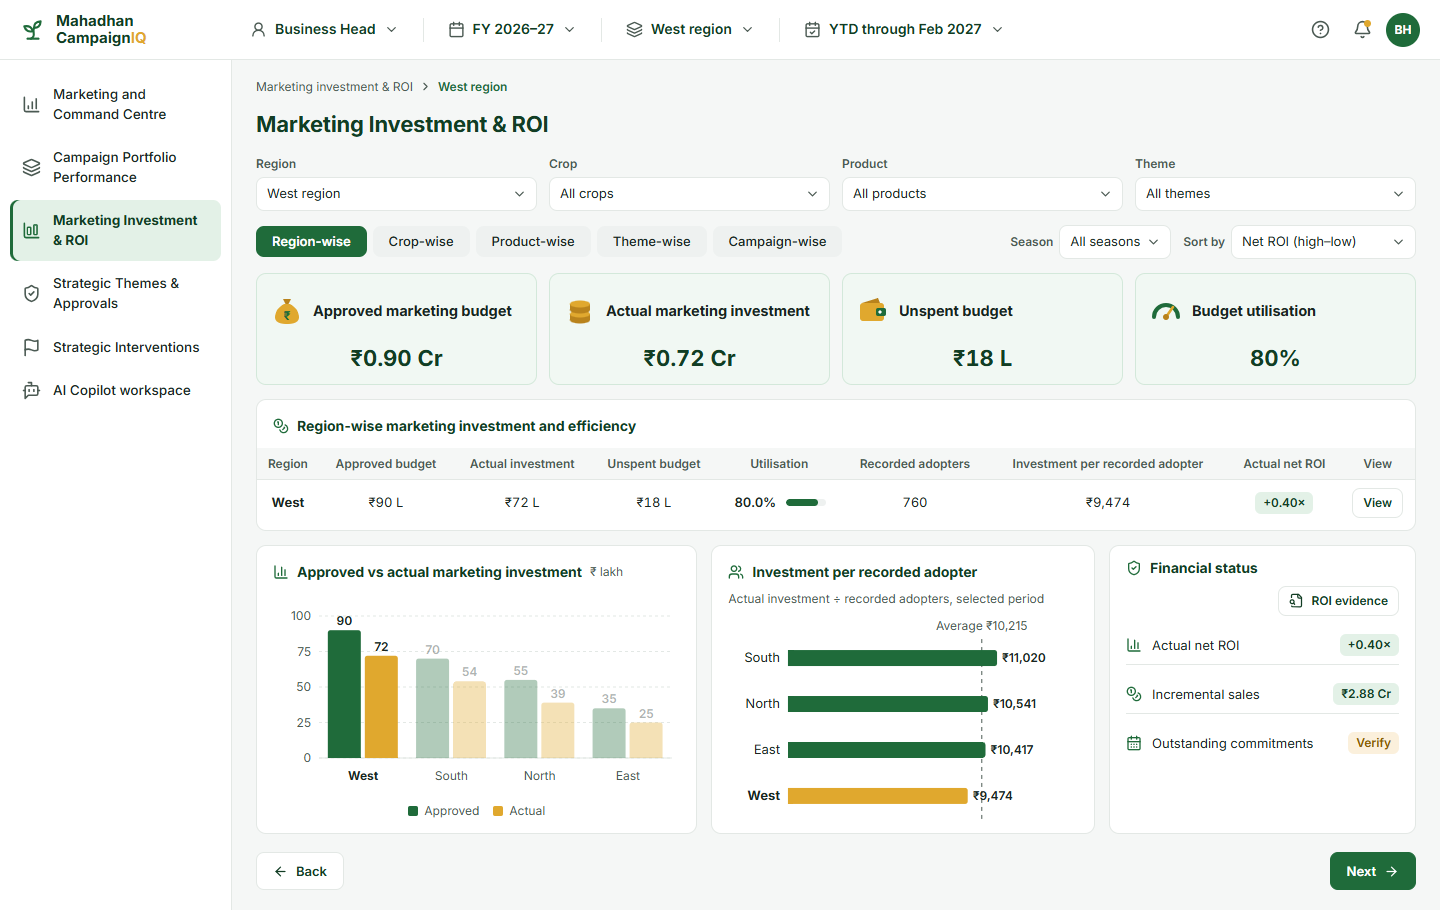 Mahadhan
CampaignIQ
Business Head
FY 2026–27
West region
YTD through Feb 2027
BH
Marketing and
Command Centre
Campaign Portfolio
Performance
Marketing Investment
& ROI
Strategic Themes &
Approvals
Strategic Interventions
AI Copilot workspace
Marketing investment & ROI > West region
Marketing Investment & ROI
Region
Crop
Product
Theme
West region
All crops
All products
All themes
Region-wise
Crop-wise
Product-wise
Theme-wise
Campaign-wise
Season
All seasons
Sort by
Net ROI (high–low)
Approved marketing budget
₹0.90 Cr
Actual marketing investment
₹0.72 Cr
Unspent budget
₹18 L
Budget utilisation
80%
Region-wise marketing investment and efficiency
Region Approved budget Actual investment Unspent budget Utilisation Recorded adopters Investment per recorded adopter Actual net ROI View
West ₹90 L ₹72 L ₹18 L 80.0% 760 ₹9,474 +0.40× View
Approved vs actual marketing investment ₹ lakh
100
75
50
25
0
90
72
70
54
55
39
35
25
West
South
North
East
Approved
Actual
Investment per recorded adopter
Actual investment ÷ recorded adopters, selected period
Average ₹10,215
South ₹11,020
North ₹10,541
East ₹10,417
West ₹9,474
Financial status
ROI evidence
Actual net ROI +0.40×
Incremental sales ₹2.88 Cr
Outstanding commitments Verify
Back
Next